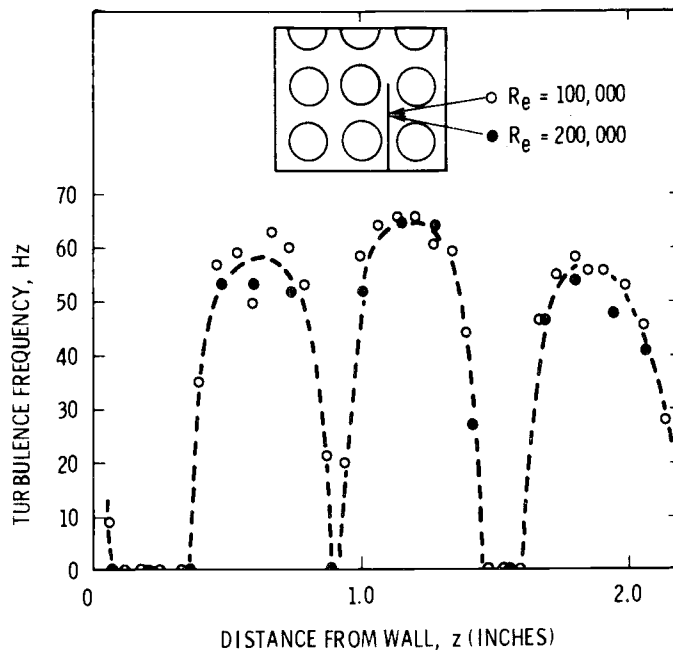 Re = 100,000
Re = 200,000
TURBULENCE FREQUENCY, Hz
70
60
50
40
30
20
10
0
0
1.0
2.0
DISTANCE FROM WALL, z (INCHES)